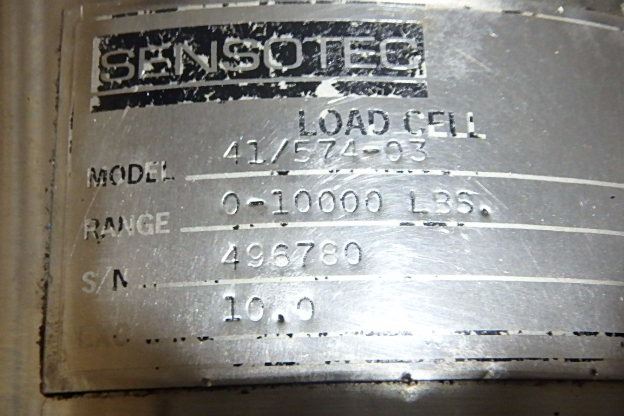 SENSOTEC
LOAD CELL
MODEL 41/574-03
RANGE 0-10000 LBS.
S/N 496780
10.0